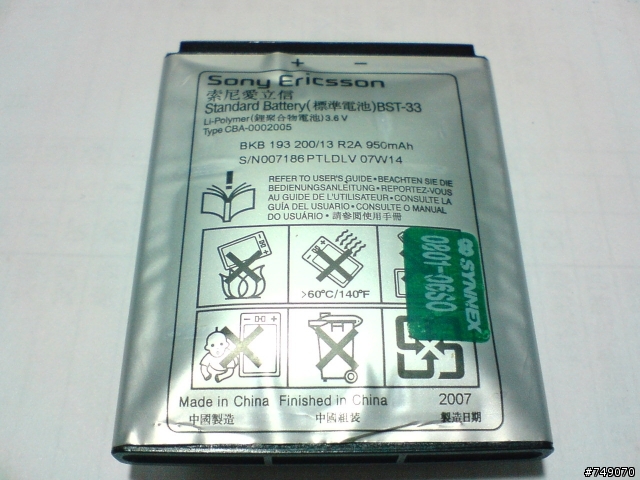 + −
Sony Ericsson
索尼愛立信
Standard Battery(標準電池)BST-33
Li-Polymer(鋰聚合物電池)3.6 V
Type CBA-0002005
BKB 193 200/13 R2A 950mAh
S/N007186PTLDLV 07W14
REFER TO USER'S GUIDE•BEACHTEN SIE DIE
BEDIENUNGSANLEITUNG•REPORTEZ-VOUS
AU GUIDE DE L'UTILISATEUR•CONSULTE LA
GUÍA DEL USUARIO•CONSULTE O MANUAL
DO USUÁRIO•請參閱使用手冊
>60°C/140°F
SYNNEX
Made in China Finished in China 2007
中國製造 中國組裝 製造日期
#749070